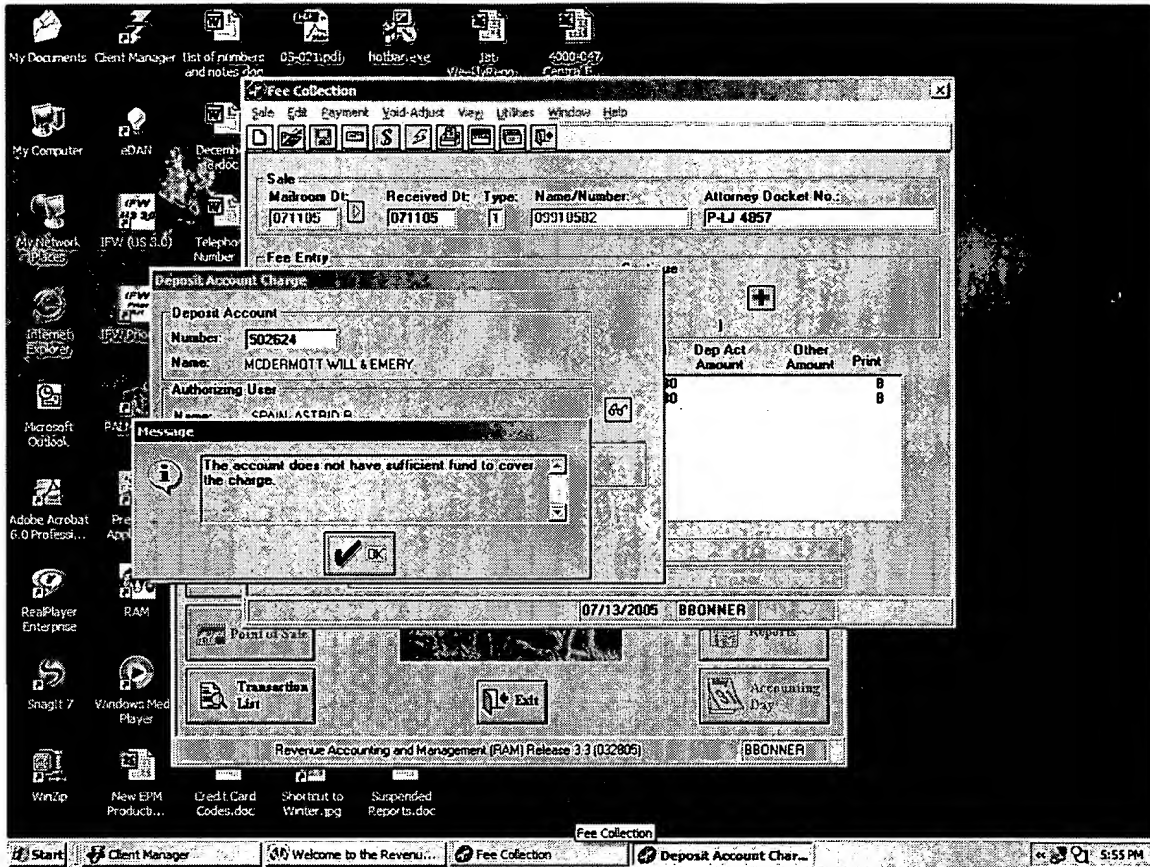 My Documents
Client Manager
List of numbers
and notes.doc
05-021.pdf
hotbar.exe
4000-047
My Computer
eDAN
My Network
Places
IFW (US 3.0)
Internet
Explorer
Microsoft
Outlook
Adobe Acrobat
6.0 Professi...
RealPlayer
Enterprise
RAM
SnagIt 7
Windows Med
Player
WinZip
New EPM
Producti...
Credit Card
Codes.doc
Shortcut to
Winter.jpg
Suspended
Reports.doc
Fee Collection
Sale Edit Payment Void-Adjust View Utilities Window Help
Sale
Mailroom Dt: Received Dt: Type: Name/Number: Attorney Docket No.:
071105 071105 1 09910582 P-LJ 4857
Fee Entry
Dep Act
Amount
Other
Amount
Print
B
B
07/13/2005 BBONNER
Deposit Account Charge
Deposit Account
Number: 502624
Name: MCDERMOTT WILL & EMERY
Authorizing User
Name: SPAIN, ASTRID R
Message
The account does not have sufficient fund to cover
the charge.
OK
Point of Sale
Reports
Transaction
List
Exit
Accounting
Day
Revenue Accounting and Management (RAM) Release 3.3 (032805) BBONNER
Fee Collection
Start
Client Manager
Welcome to the Revenu...
Fee Collection
Deposit Account Char...
5:55 PM